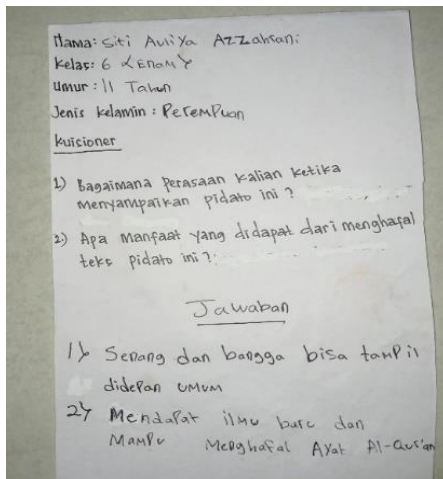 Nama: Siti Auliya Azzahrani
Kelas: 6 <Enam>
Umur: 11 Tahun
Jenis kelamin: Perempuan
kuisioner
1) Bagaimana perasaan kalian ketika
menyampaikan pidato ini?
2) Apa manfaat yang didapat dari menghafal
teks pidato ini?
Jawaban
1) Senang dan bangga bisa tampil
didepan umum
2) Mendapat ilmu baru dan
Mampu Menghafal Ayat Al-Qur'an